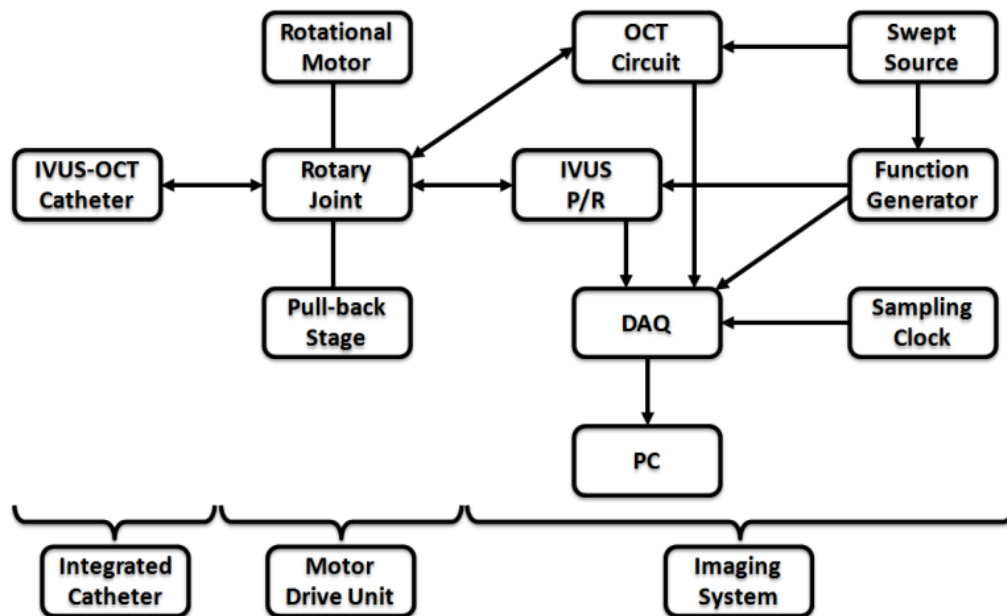 Rotational
Motor
OCT
Circuit
Swept
Source
IVUS-OCT
Catheter
Rotary
Joint
IVUS
P/R
Function
Generator
Pull-back
Stage
DAQ
Sampling
Clock
PC
Integrated
Catheter
Motor
Drive Unit
Imaging
System